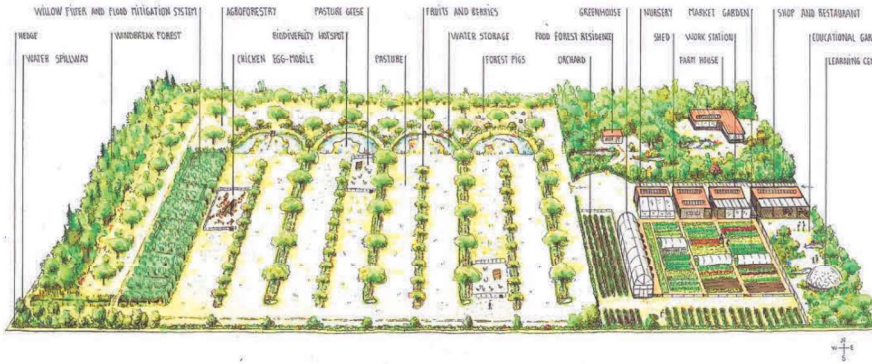 WILLOW FILTER AND FLOOD MITIGATION SYSTEM AGROFORESTRY PASTURE GEESE FRUITS AND BERRIES GREENHOUSE NURSERY MARKET GARDEN SHOP AND RESTAURANT
HEDGE WINDBREAK FOREST BIODIVERSITY HOTSPOT WATER STORAGE FOOD FOREST RESIDENCE SHED WORK STATION EDUCATIONAL GAR
WATER SPILLWAY CHICKEN EGG-MOBILE PASTURE FOREST PIGS ORCHARD FARM HOUSE LEARNING CEN
N
W E
S